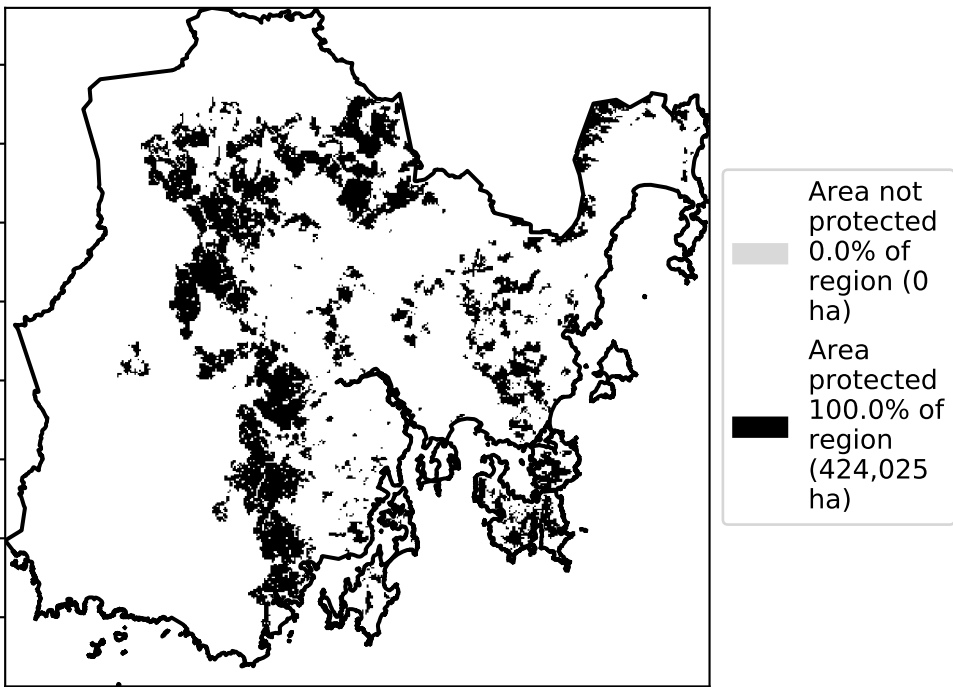 Area not
protected
0.0% of
region (0
ha)
Area
protected
100.0% of
region
(424,025
ha)